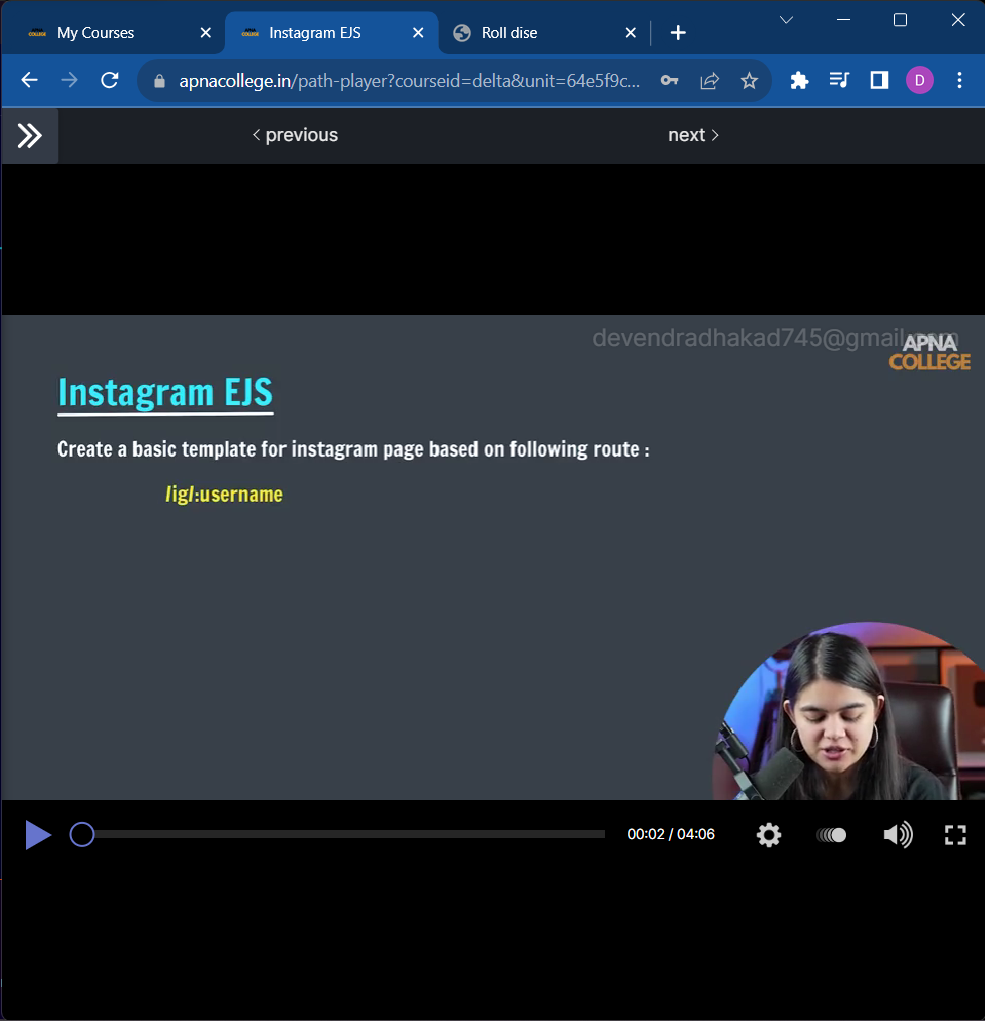 My Courses
Instagram EJS
Roll dise
apnacollege.in/path-player?courseid=delta&unit=64e5f9c...
D
previous
next
devendradhakad745@gmail.com
APNA
COLLEGE
Instagram EJS
Create a basic template for instagram page based on following route :
/ig/:username
00:02 / 04:06